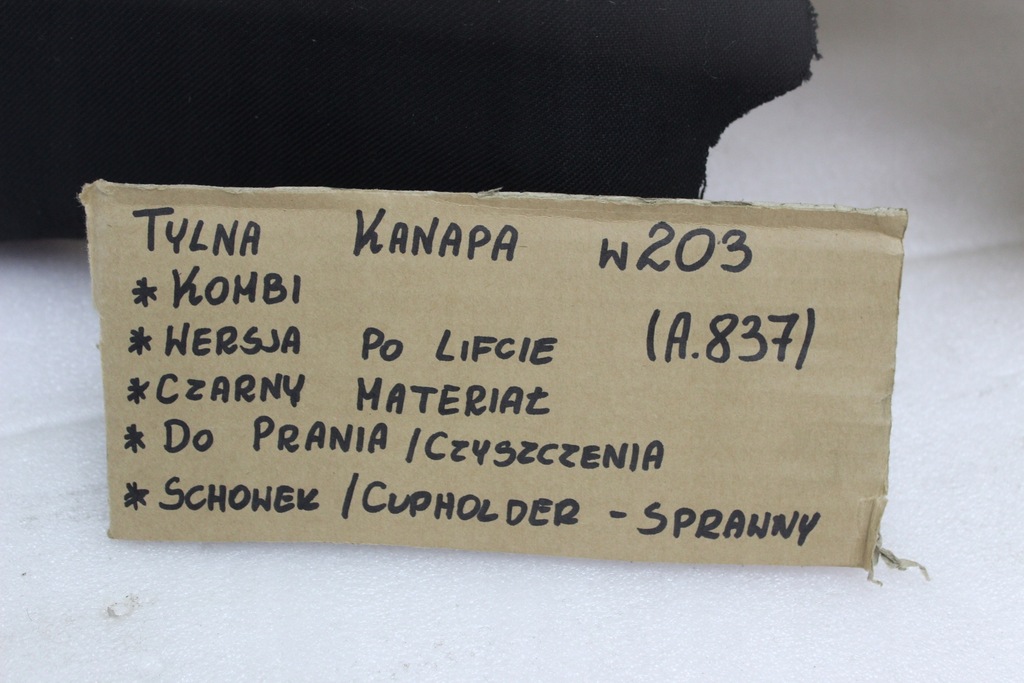 TYLNA KANAPA W203
* KOMBI
* WERSJA PO LIFCIE (A.837)
* CZARNY MATERIAŁ
* DO PRANIA / CZYSZCZENIA
* SCHOWEK / CUPHOLDER - SPRAWNY